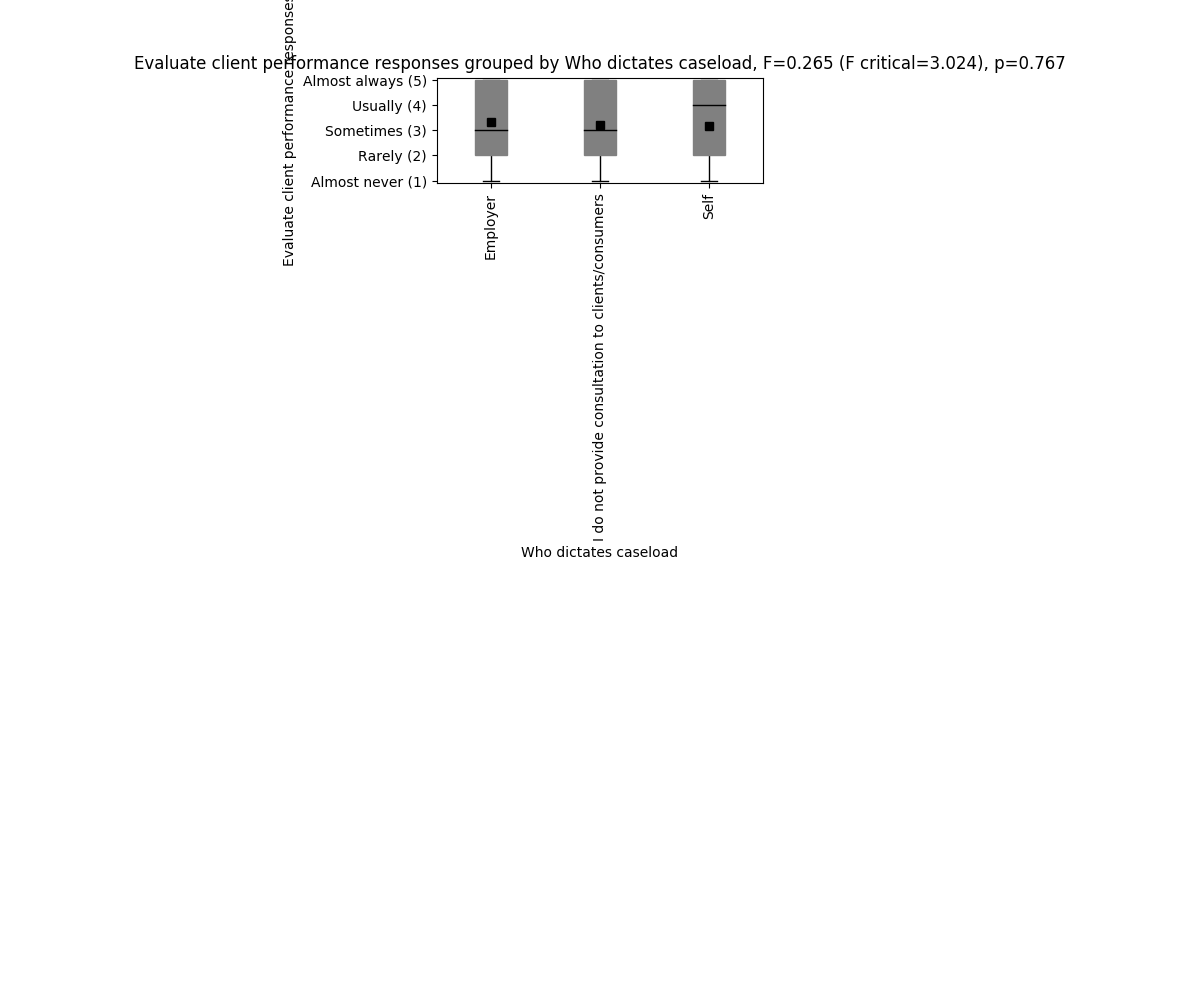 Evaluate client performance responses grouped by Who dictates caseload, F=0.265 (F critical=3.024), p=0.767
Evaluate client performance responses
Almost always (5)
Usually (4)
Sometimes (3)
Rarely (2)
Almost never (1)
Employer
I do not provide consultation to clients/consumers
Self
Who dictates caseload